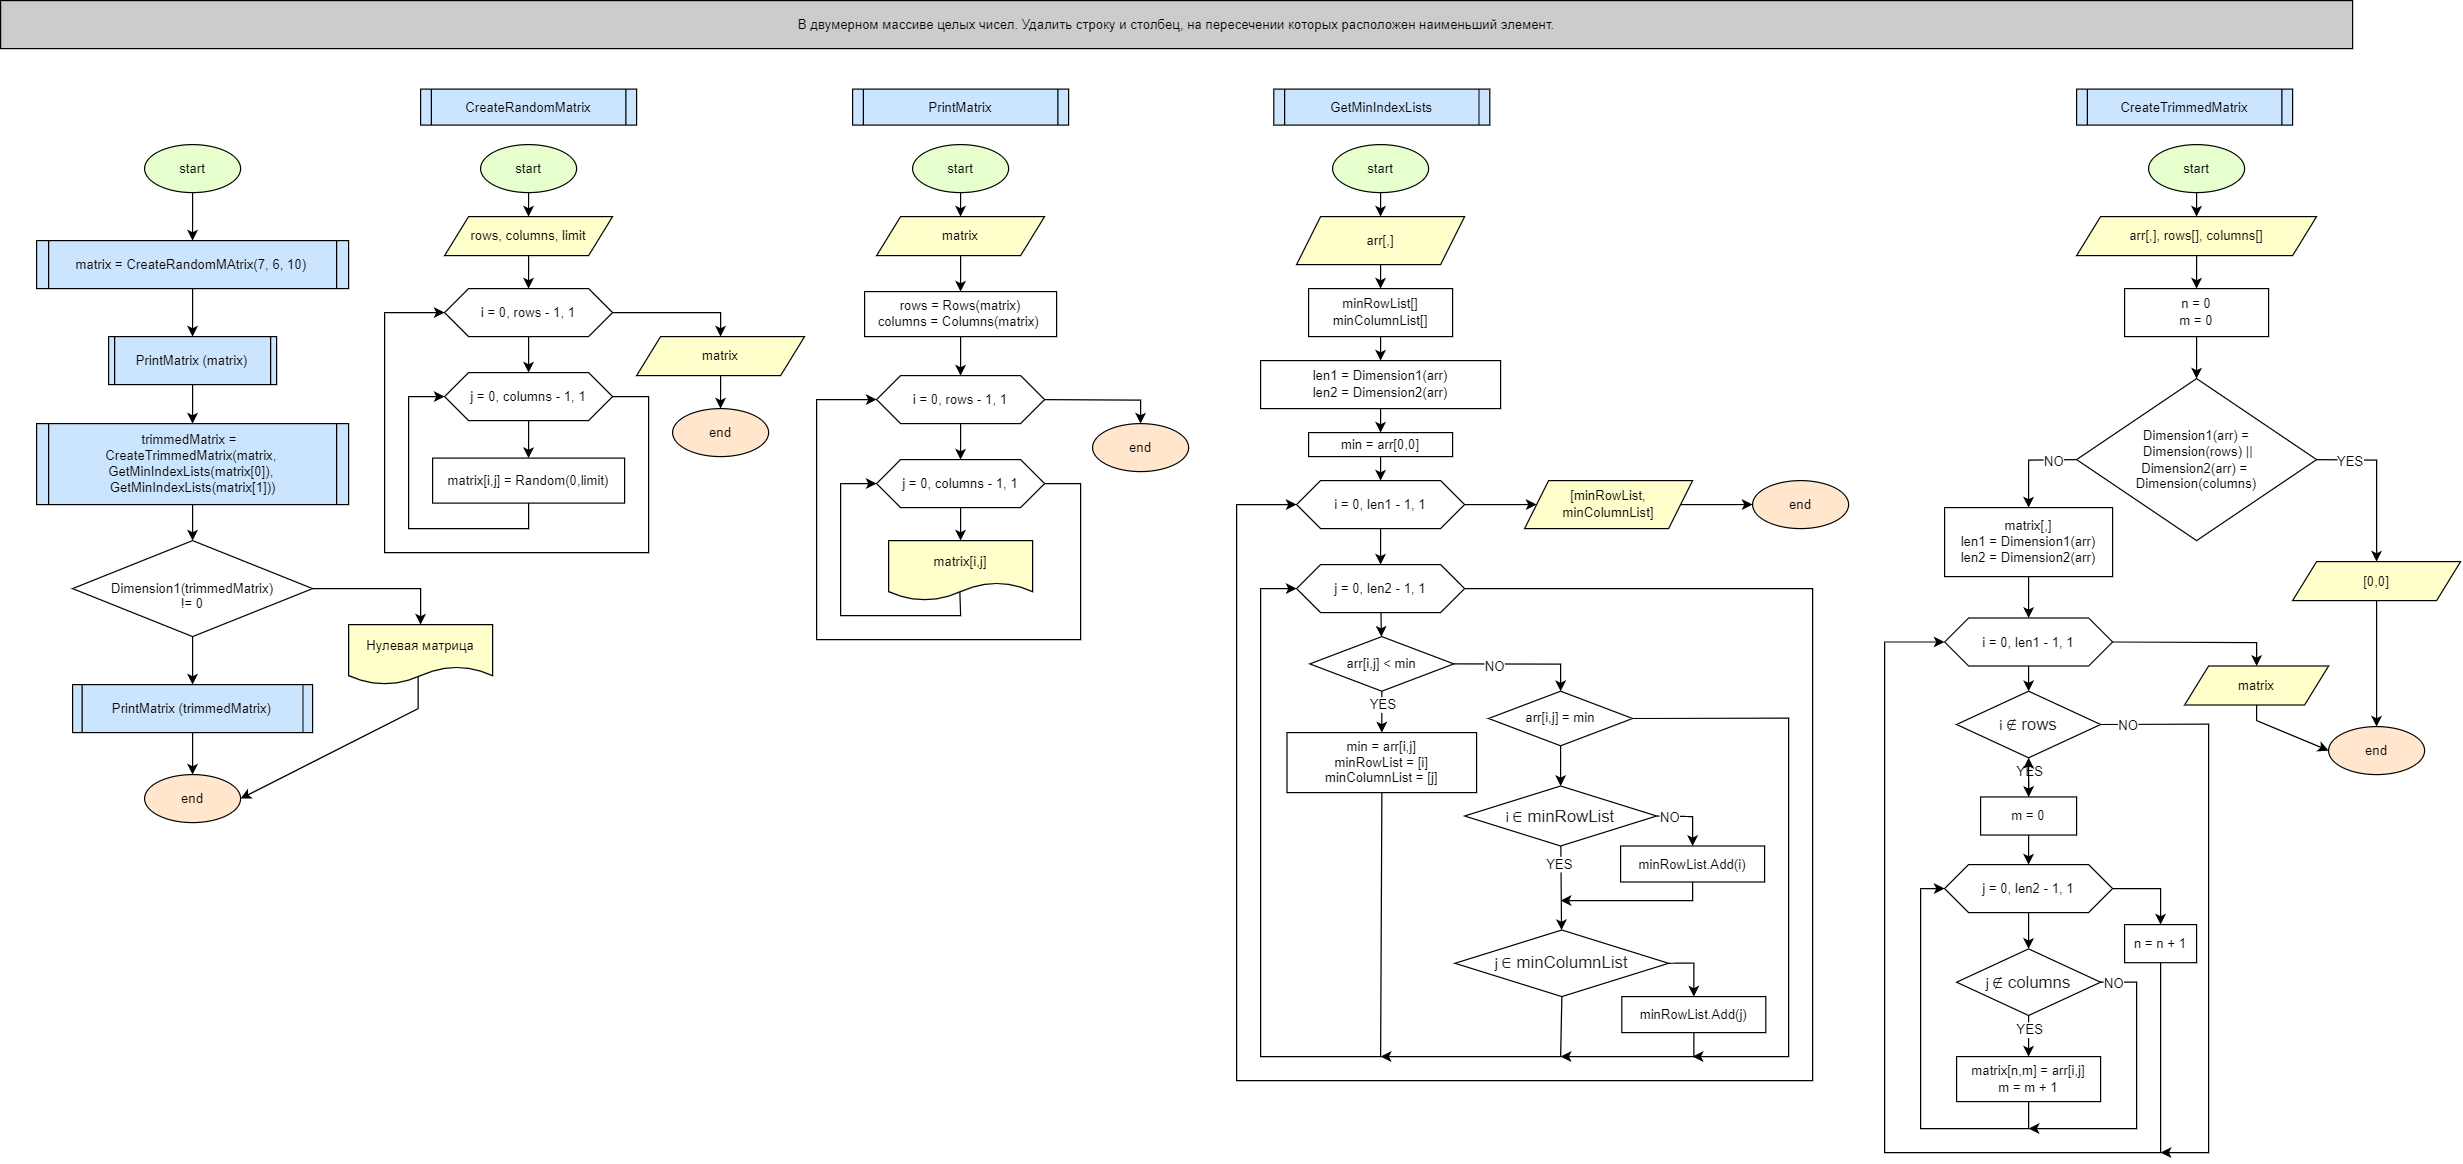 В двумерном массиве целых чисел. Удалить строку и столбец, на пересечении которых расположен наименьший элемент.
start
matrix = CreateRandomMAtrix(7, 6, 10)
PrintMatrix (matrix)
trimmedMatrix =
CreateTrimmedMatrix(matrix,
GetMinIndexLists(matrix[0]),
GetMinIndexLists(matrix[1]))
Dimension1(trimmedMatrix)
!= 0
Нулевая матрица
PrintMatrix (trimmedMatrix)
end
CreateRandomMatrix
start
rows, columns, limit
i = 0, rows - 1, 1
matrix
j = 0, columns - 1, 1
end
matrix[i,j] = Random(0,limit)
PrintMatrix
start
matrix
rows = Rows(matrix)
columns = Columns(matrix)
i = 0, rows - 1, 1
end
j = 0, columns - 1, 1
matrix[i,j]
GetMinIndexLists
start
arr[,]
minRowList[]
minColumnList[]
len1 = Dimension1(arr)
len2 = Dimension2(arr)
min = arr[0,0]
i = 0, len1 - 1, 1
[minRowList,
minColumnList]
end
j = 0, len2 - 1, 1
arr[i,j] < min
NO
YES
arr[i,j] = min
min = arr[i,j]
minRowList = [i]
minColumnList = [j]
i ∈ minRowList
NO
YES
minRowList.Add(i)
j ∈ minColumnList
minRowList.Add(j)
CreateTrimmedMatrix
start
arr[,], rows[], columns[]
n = 0
m = 0
Dimension1(arr) =
Dimension(rows) ||
Dimension2(arr) =
Dimension(columns)
NO
YES
matrix[,]
len1 = Dimension1(arr)
len2 = Dimension2(arr)
[0,0]
i = 0, len1 - 1, 1
matrix
i ∉ rows
NO
end
YES
m = 0
j = 0, len2 - 1, 1
n = n + 1
j ∉ columns
NO
YES
matrix[n,m] = arr[i,j]
m = m + 1